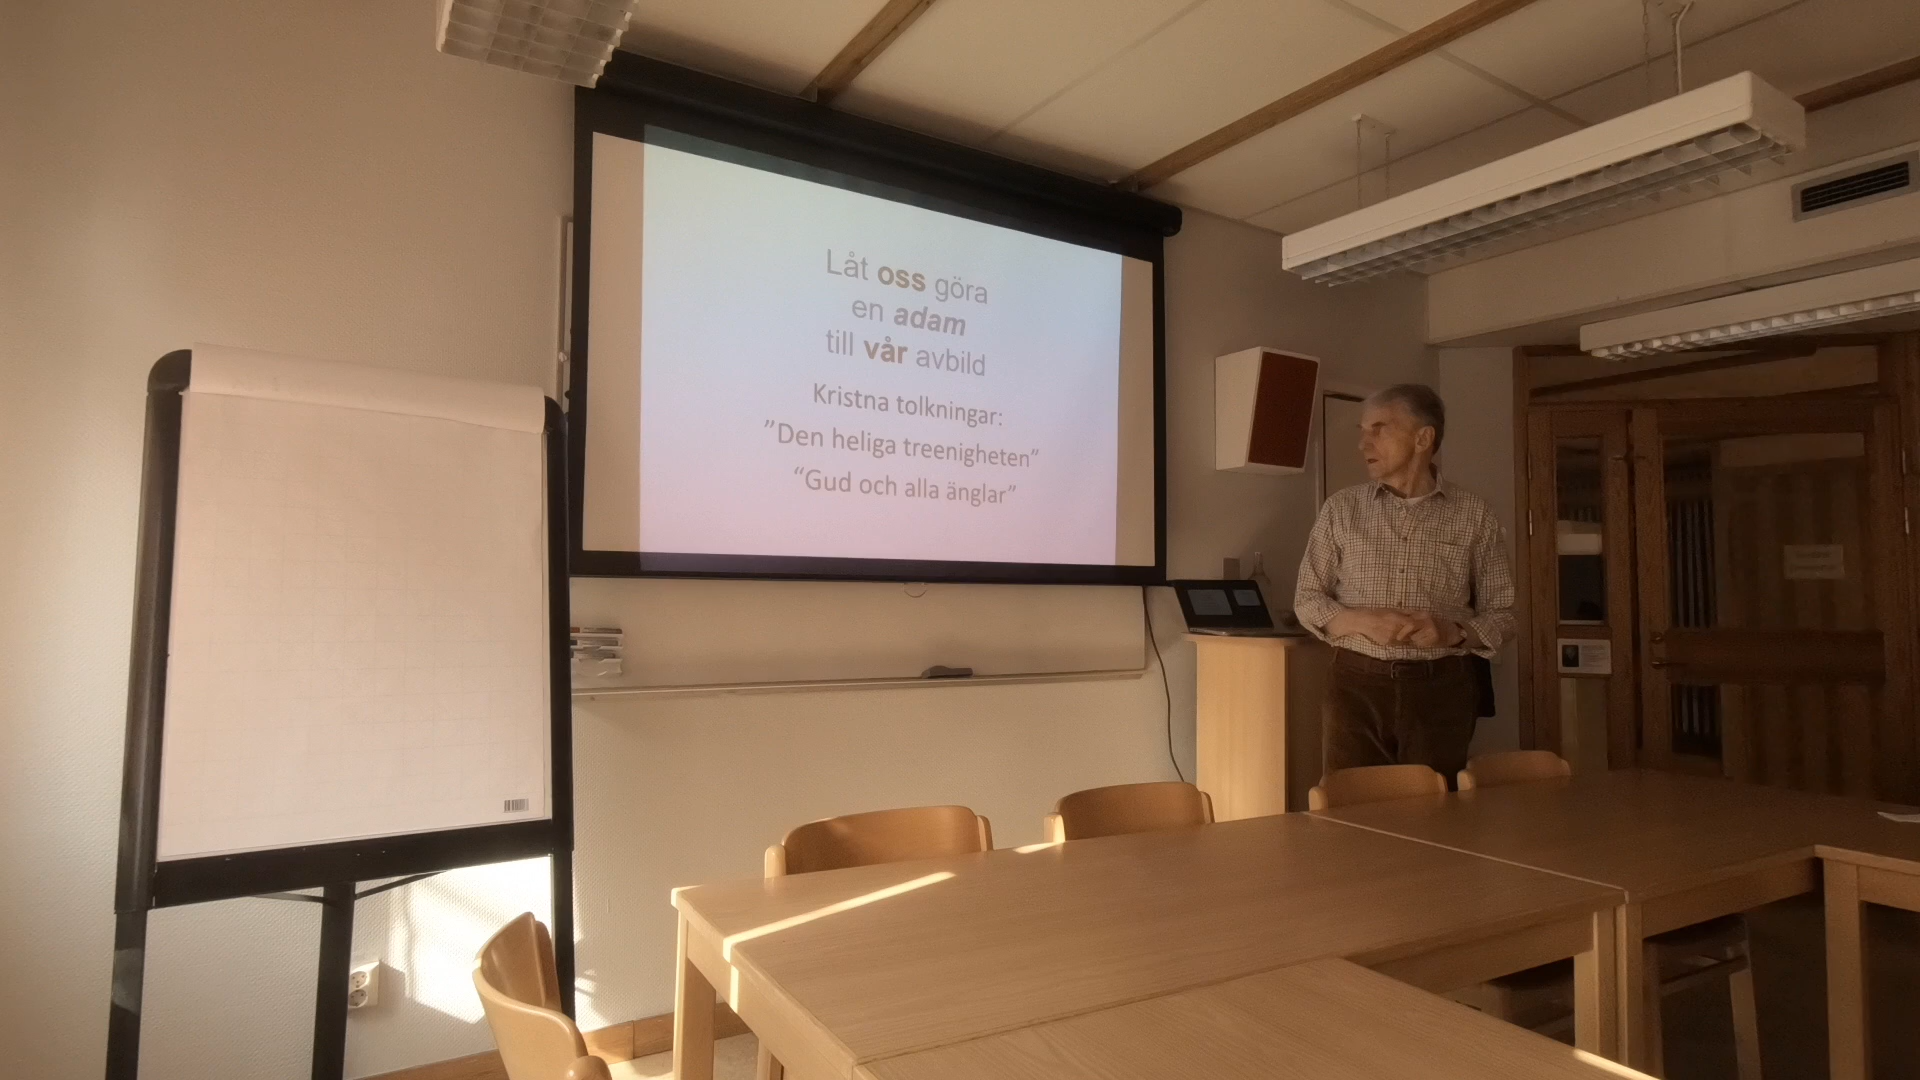 Låt oss göra
en adam
till vår avbild
Kristna tolkningar:
”Den heliga treenigheten”
“Gud och alla änglar”